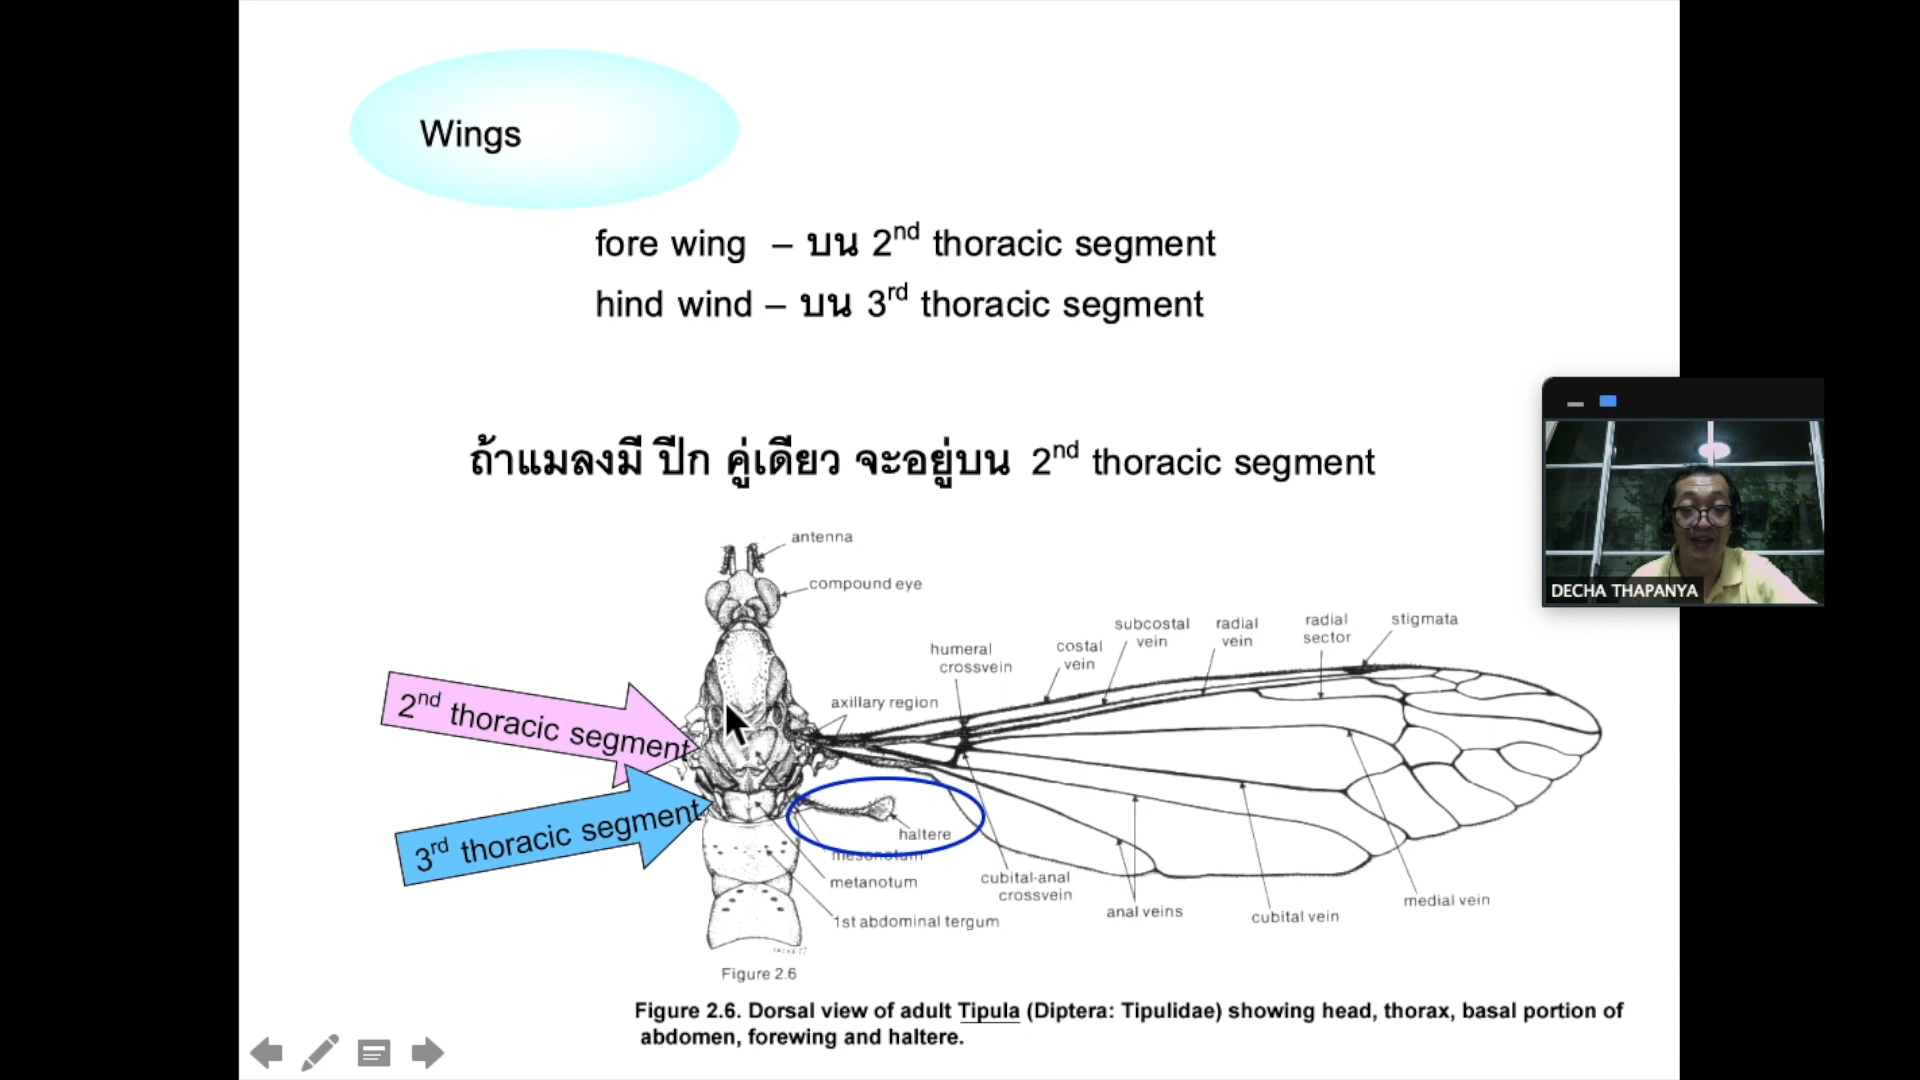 Wings
fore wing – บน 2nd thoracic segment
hind wind – บน 3rd thoracic segment
ถ้าแมลงมี ปีก คู่เดียว จะอยู่บน 2nd thoracic segment
DECHA THAPANYA
antenna
compound eye
humeral
crossvein
costal
vein
subcostal
vein
radial
vein
radial
sector
stigmata
axillary region
2nd thoracic segment
3rd thoracic segment
haltere
mesonotum
metanotum
1st abdominal tergum
cubital-anal
crossvein
anal veins
cubital vein
medial vein
Figure 2.6
Figure 2.6. Dorsal view of adult Tipula (Diptera: Tipulidae) showing head, thorax, basal portion of
abdomen, forewing and haltere.